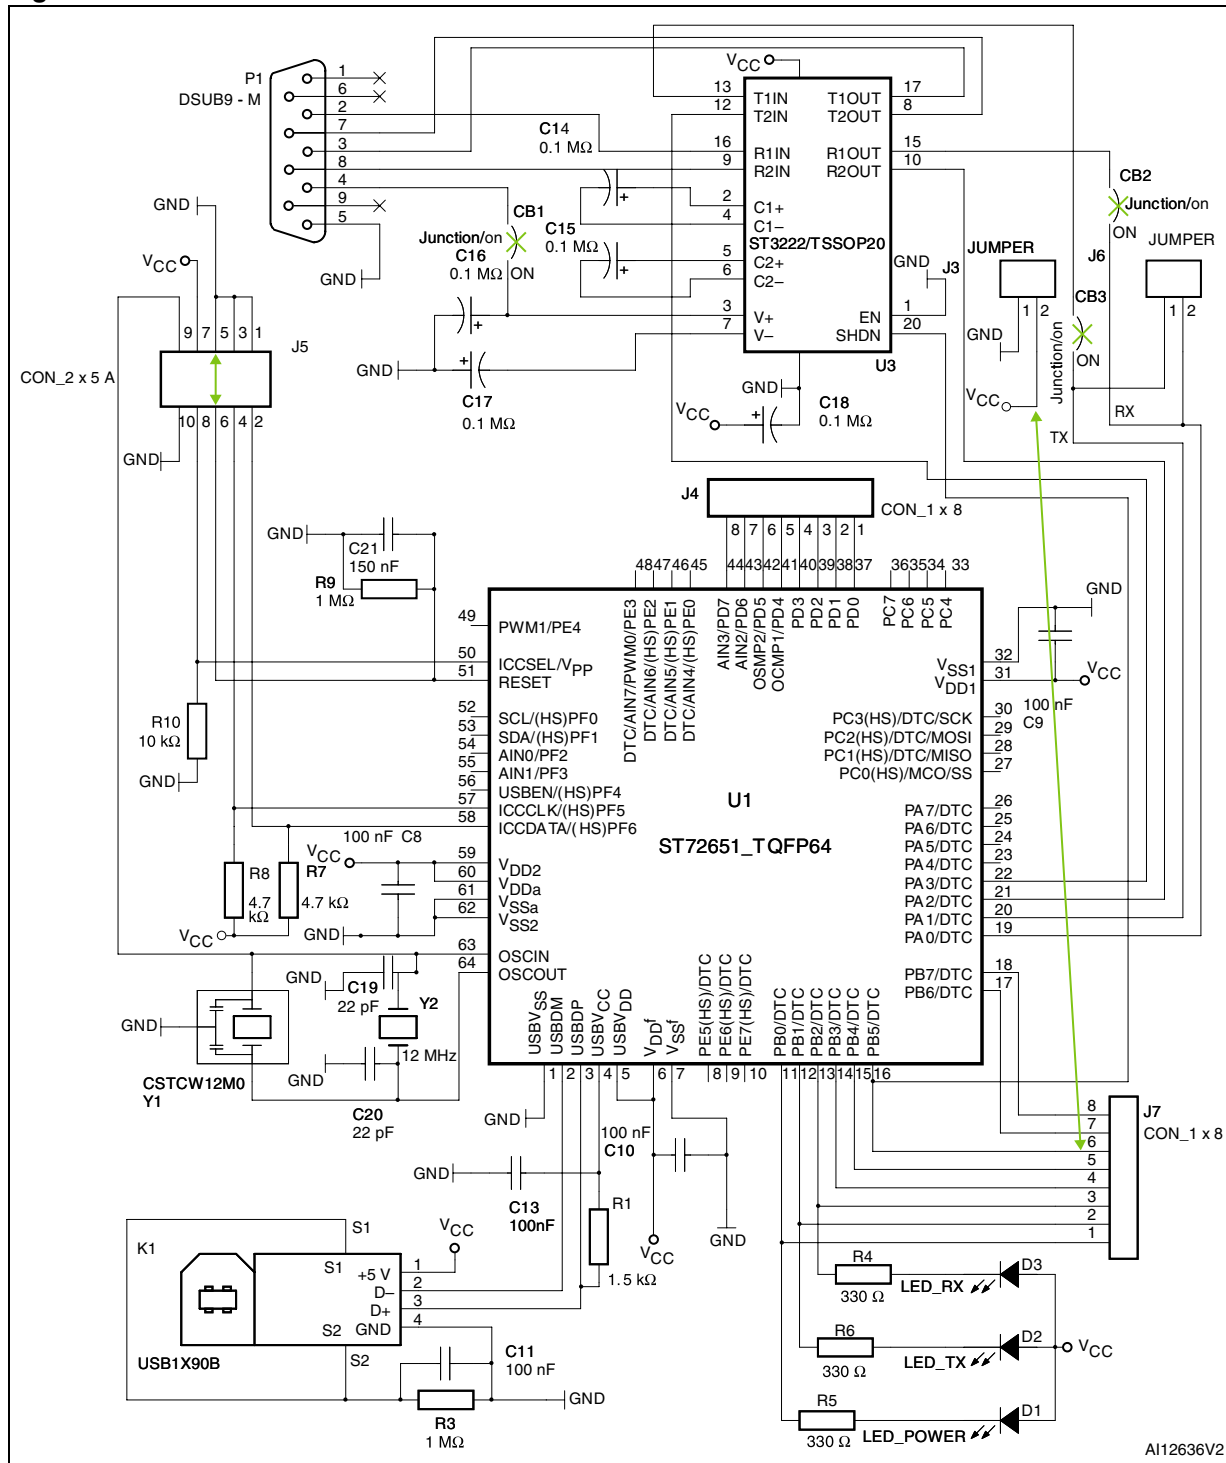 P1
DSUB9 - M
1
6
2
7
3
8
4
9
5
GND
VCC
GND
C14
0.1 MΩ
CB1
Junction/on
ON
C15
0.1 MΩ
C16
0.1 MΩ
GND
C17
0.1 MΩ
VCC
13 T1IN T1OUT 17
12 T2IN T2OUT 8
16 R1IN R1OUT 15
9 R2IN R2OUT 10
2 C1+
4 C1−
ST3222/TSSOP20
5 C2+
6 C2−
3 V+ EN 1
7 V− SHDN 20
U3
GND
J3
GND
VCC
C18
0.1 MΩ
CB2
Junction/on
ON
JUMPER
1 2
GND
VCC
J6
JUMPER
1 2
CB3
Junction/on
ON
TX
RX
9 7 5 3 1
J5
CON_2 x 5 A
10 8 6 4 2
GND
J4
CON_1 x 8
8 7 6 5 4 3 2 1
GND
C21
150 nF
R9
1 MΩ
48 47 46 45
44 43 42 41 40 39 38 37
36 35 34 33
DTC/AIN7/PWM0/PE3
DTC/AIN6/(HS)PE2
DTC/AIN5/(HS)PE1
DTC/AIN4/(HS)PE0
AIN3/PD7
AIN2/PD6
OSMP2/PD5
OCMP1/PD4
PD3
PD2
PD1
PD0
PC7
PC6
PC5
PC4
49 PWM1/PE4
50 ICCSEL/VPP
51 RESET
52 SCL/(HS)PF0
53 SDA/(HS)PF1
54 AIN0/PF2
55 AIN1/PF3
56 USBEN/(HS)PF4
57 ICCCLK/(HS)PF5
58 ICCDATA/(HS)PF6
59 VDD2
60 VDDa
61 VSSa
62 VSS2
63 OSCIN
64 OSCOUT
U1
ST72651_TQFP64
VSS1 32
VDD1 31
PC3(HS)/DTC/SCK 30
PC2(HS)/DTC/MOSI 29
PC1(HS)/DTC/MISO 28
PC0(HS)/MCO/SS 27
PA7/DTC 26
PA6/DTC 25
PA5/DTC 24
PA4/DTC 23
PA3/DTC 22
PA2/DTC 21
PA1/DTC 20
PA0/DTC 19
PB7/DTC 18
PB6/DTC 17
GND
VCC
100 nF
C9
R10
10 kΩ
GND
100 nF C8
VCC
R8
4.7
kΩ
R7
4.7 kΩ
VCC
GND
GND
C19
22 pF
Y2
12 MHz
GND
GND
CSTCW12M0
Y1
C20
22 pF
USBVSS
USBDM
USBDP
USBVCC
USBVDD
VDDf
VSSf
PE5(HS)/DTC
PE6(HS)/DTC
PE7(HS)/DTC
PB0/DTC
PB1/DTC
PB2/DTC
PB3/DTC
PB4/DTC
PB5/DTC
1 2 3 4 5 6 7 8 9 10 11 12 13 14 15 16
GND
100 nF
C10
GND
C13
100nF
R1
1.5 kΩ
VCC
GND
8
7
6
5
4
3
2
1
J7
CON_1 x 8
K1
S1
S1
+5 V 1
D− 2
D+ 3
GND 4
S2
S2
USB1X90B
VCC
C11
100 nF
R3
1 MΩ
GND
R4
330 Ω
LED_RX
D3
R6
330 Ω
LED_TX
D2
VCC
R5
330 Ω
LED_POWER
D1
AI12636V2